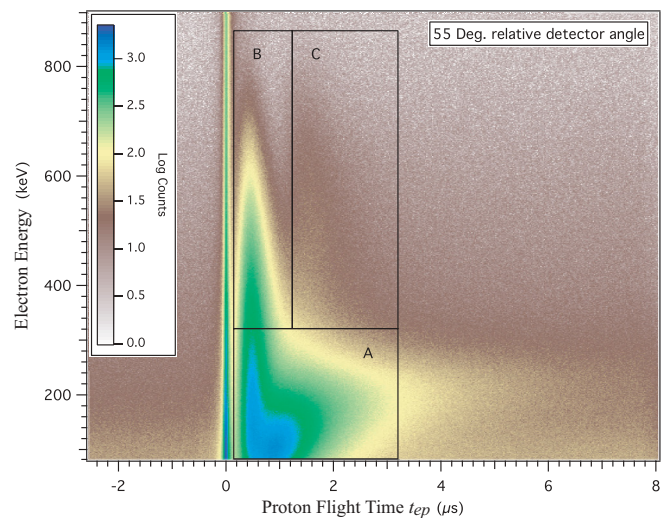 55 Deg. relative detector angle
B
C
A
800
600
400
200
Electron Energy (keV)
3.0
2.5
2.0
1.5
1.0
0.5
0.0
Log Counts
-2
0
2
4
6
8
Proton Flight Time tep (μs)